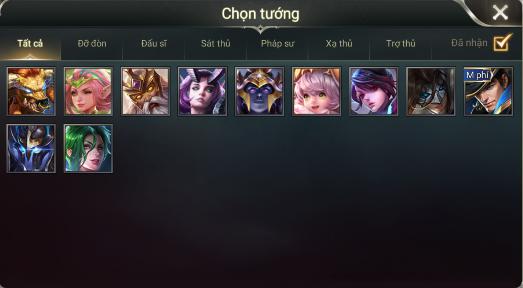 Chọn tướng
Tất cả Đỡ đòn Đấu sĩ Sát thủ Pháp sư Xạ thủ Trợ thủ Đã nhận
M phí